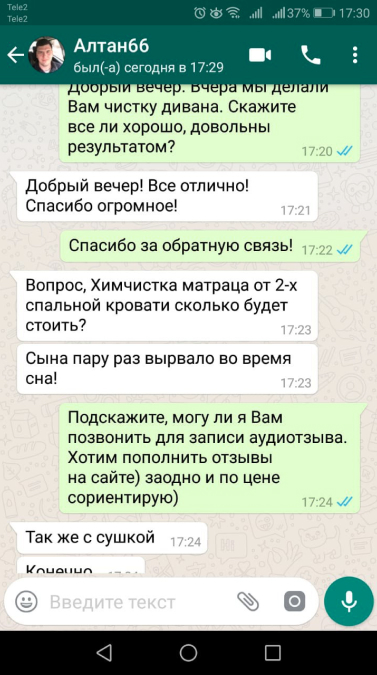 Tele2
Tele2
37% 17:30
Алтан66
был(-а) сегодня в 17:29
Добрый вечер. Вчера мы делали
Вам чистку дивана. Скажите
все ли хорошо, довольны
результатом?
17:20
Добрый вечер! Все отлично!
Спасибо огромное!
17:21
Спасибо за обратную связь! 17:22
Вопрос, Химчистка матраца от 2-х
спальной кровати сколько будет
стоить?
17:23
Сына пару раз вырвало во время
сна!
17:23
Подскажите, могу ли я Вам
позвонить для записи аудиотзыва.
Хотим пополнить отзывы
на сайте) заодно и по цене
сориентирую)
17:24
Так же с сушкой 17:24
Конечно
Введите текст